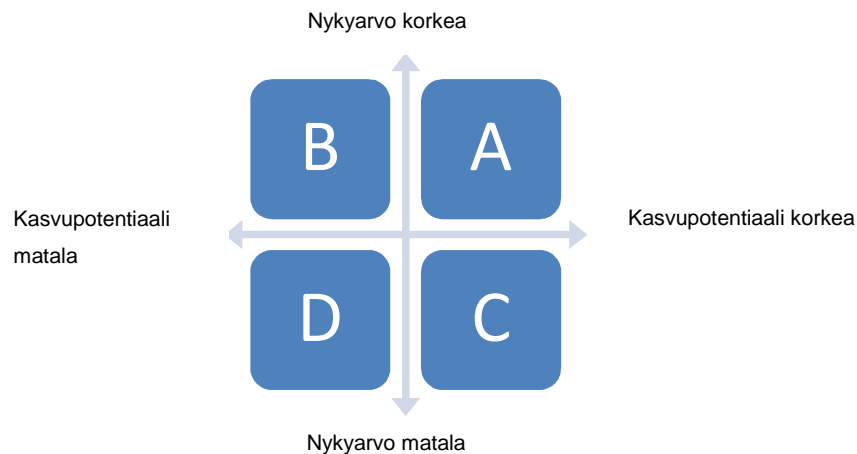 Nykyarvo korkea
B
A
Kasvupotentiaali
matala
Kasvupotentiaali korkea
D
C
Nykyarvo matala